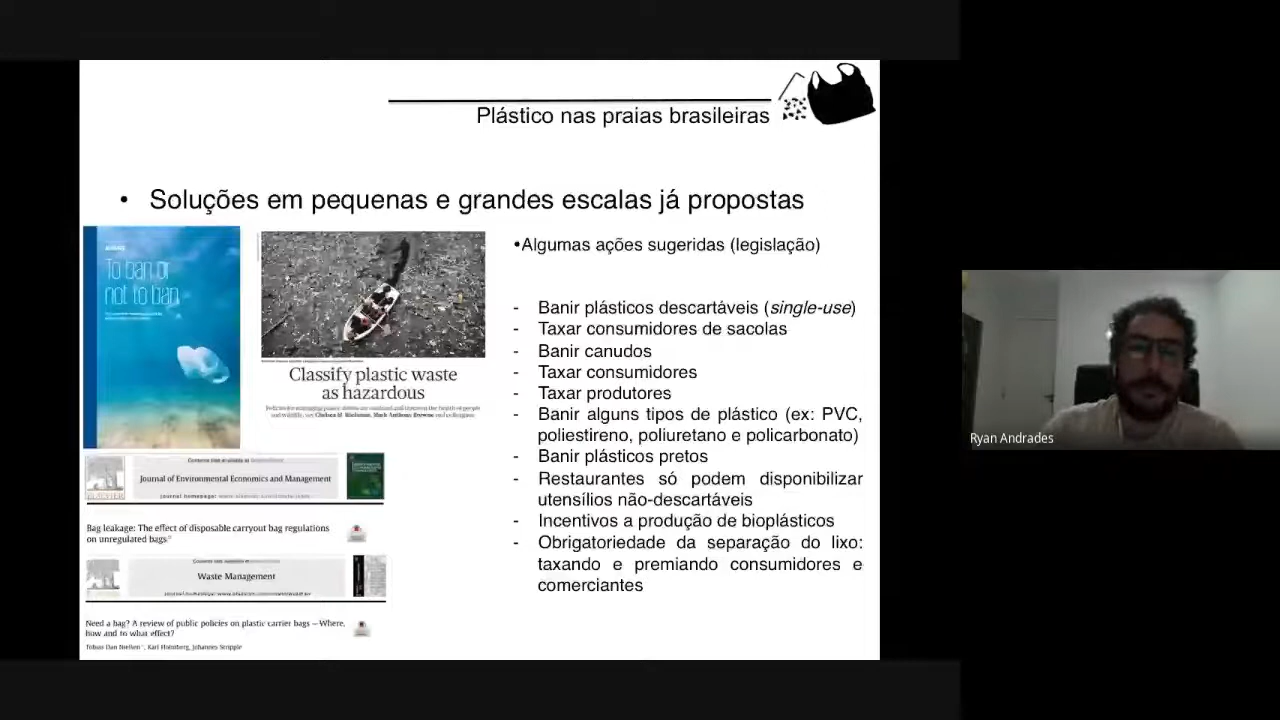 Plástico nas praias brasileiras
• Soluções em pequenas e grandes escalas já propostas
To ban or
not to ban
Classify plastic waste
as hazardous
Journal of Environmental Economics and Management
Bag leakage: The effect of disposable carryout bag regulations
on unregulated bags
Waste Management
Need a bag? A review of public policies on plastic carrier bags – Where,
how and to what effect?
Tobias Dan Nielsen, Karl Holmberg, Johannes Stripple
•Algumas ações sugeridas (legislação)
- Banir plásticos descartáveis (single-use)
- Taxar consumidores de sacolas
- Banir canudos
- Taxar consumidores
- Taxar produtores
- Banir alguns tipos de plástico (ex: PVC,
poliestireno, poliuretano e policarbonato)
- Banir plásticos pretos
- Restaurantes só podem disponibilizar
utensílios não-descartáveis
- Incentivos a produção de bioplásticos
- Obrigatoriedade da separação do lixo:
taxando e premiando consumidores e
comerciantes
Ryan Andrades